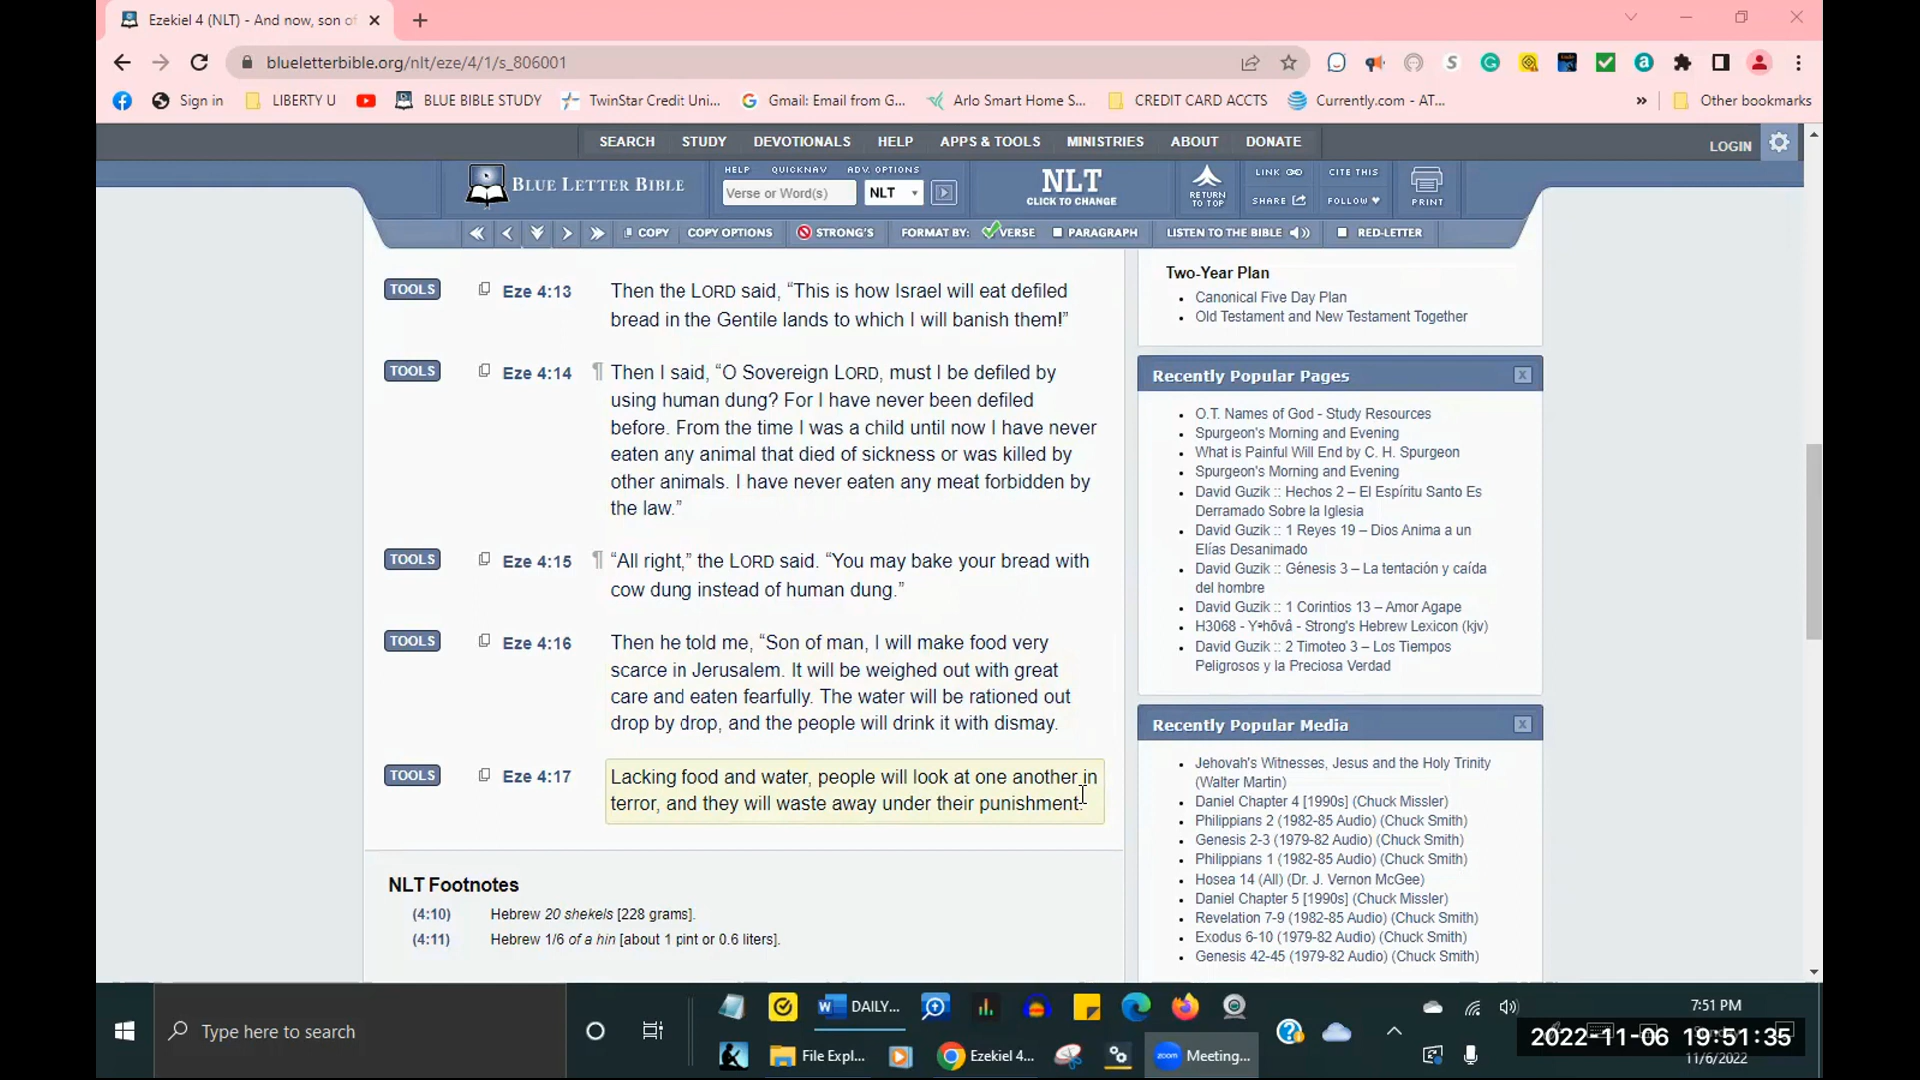 Ezekiel 4 (NLT) - And now, son of
blueletterbible.org/nlt/eze/4/1/s_806001
Sign in LIBERTY U BLUE BIBLE STUDY TwinStar Credit Uni... Gmail: Email from G... Arlo Smart Home S... CREDIT CARD ACCTS Currently.com - AT... » Other bookmarks
SEARCH STUDY DEVOTIONALS HELP APPS & TOOLS MINISTRIES ABOUT DONATE
LOGIN
BLUE LETTER BIBLE
HELP QUICKNAV ADV. OPTIONS
Verse or Word(s) NLT
NLT
CLICK TO CHANGE
RETURN
TO TOP
LINK CITE THIS
SHARE FOLLOW
PRINT
COPY COPY OPTIONS STRONG'S FORMAT BY: VERSE PARAGRAPH LISTEN TO THE BIBLE RED-LETTER
TOOLS Eze 4:13 Then the LORD said, “This is how Israel will eat defiled
bread in the Gentile lands to which I will banish them!”
TOOLS Eze 4:14 ¶ Then I said, “O Sovereign LORD, must I be defiled by
using human dung? For I have never been defiled
before. From the time I was a child until now I have never
eaten any animal that died of sickness or was killed by
other animals. I have never eaten any meat forbidden by
the law.”
TOOLS Eze 4:15 ¶ “All right,” the LORD said. “You may bake your bread with
cow dung instead of human dung.”
TOOLS Eze 4:16 Then he told me, “Son of man, I will make food very
scarce in Jerusalem. It will be weighed out with great
care and eaten fearfully. The water will be rationed out
drop by drop, and the people will drink it with dismay.
TOOLS Eze 4:17 Lacking food and water, people will look at one another in
terror, and they will waste away under their punishment.
NLT Footnotes
(4:10) Hebrew 20 shekels [228 grams].
(4:11) Hebrew 1/6 of a hin [about 1 pint or 0.6 liters].
Two-Year Plan
• Canonical Five Day Plan
• Old Testament and New Testament Together
Recently Popular Pages
• O.T. Names of God - Study Resources
• Spurgeon's Morning and Evening
• What is Painful Will End by C. H. Spurgeon
• Spurgeon's Morning and Evening
• David Guzik :: Hechos 2 – El Espíritu Santo Es
Derramado Sobre la Iglesia
• David Guzik :: 1 Reyes 19 – Dios Anima a un
Elías Desanimado
• David Guzik :: Génesis 3 – La tentación y caída
del hombre
• David Guzik :: 1 Corintios 13 – Amor Agape
• H3068 - Yᵊhōvâ - Strong's Hebrew Lexicon (kjv)
• David Guzik :: 2 Timoteo 3 – Los Tiempos
Peligrosos y la Preciosa Verdad
Recently Popular Media
• Jehovah's Witnesses, Jesus and the Holy Trinity
(Walter Martin)
• Daniel Chapter 4 [1990s] (Chuck Missler)
• Philippians 2 (1982-85 Audio) (Chuck Smith)
• Genesis 2-3 (1979-82 Audio) (Chuck Smith)
• Philippians 1 (1982-85 Audio) (Chuck Smith)
• Hosea 14 (All) (Dr. J. Vernon McGee)
• Daniel Chapter 5 [1990s] (Chuck Missler)
• Revelation 7-9 (1982-85 Audio) (Chuck Smith)
• Exodus 6-10 (1979-82 Audio) (Chuck Smith)
• Genesis 42-45 (1979-82 Audio) (Chuck Smith)
Type here to search
DAILY...
File Expl...
Ezekiel 4...
zoom Meeting...
7:51 PM
2022-11-06 19:51:35
11/6/2022